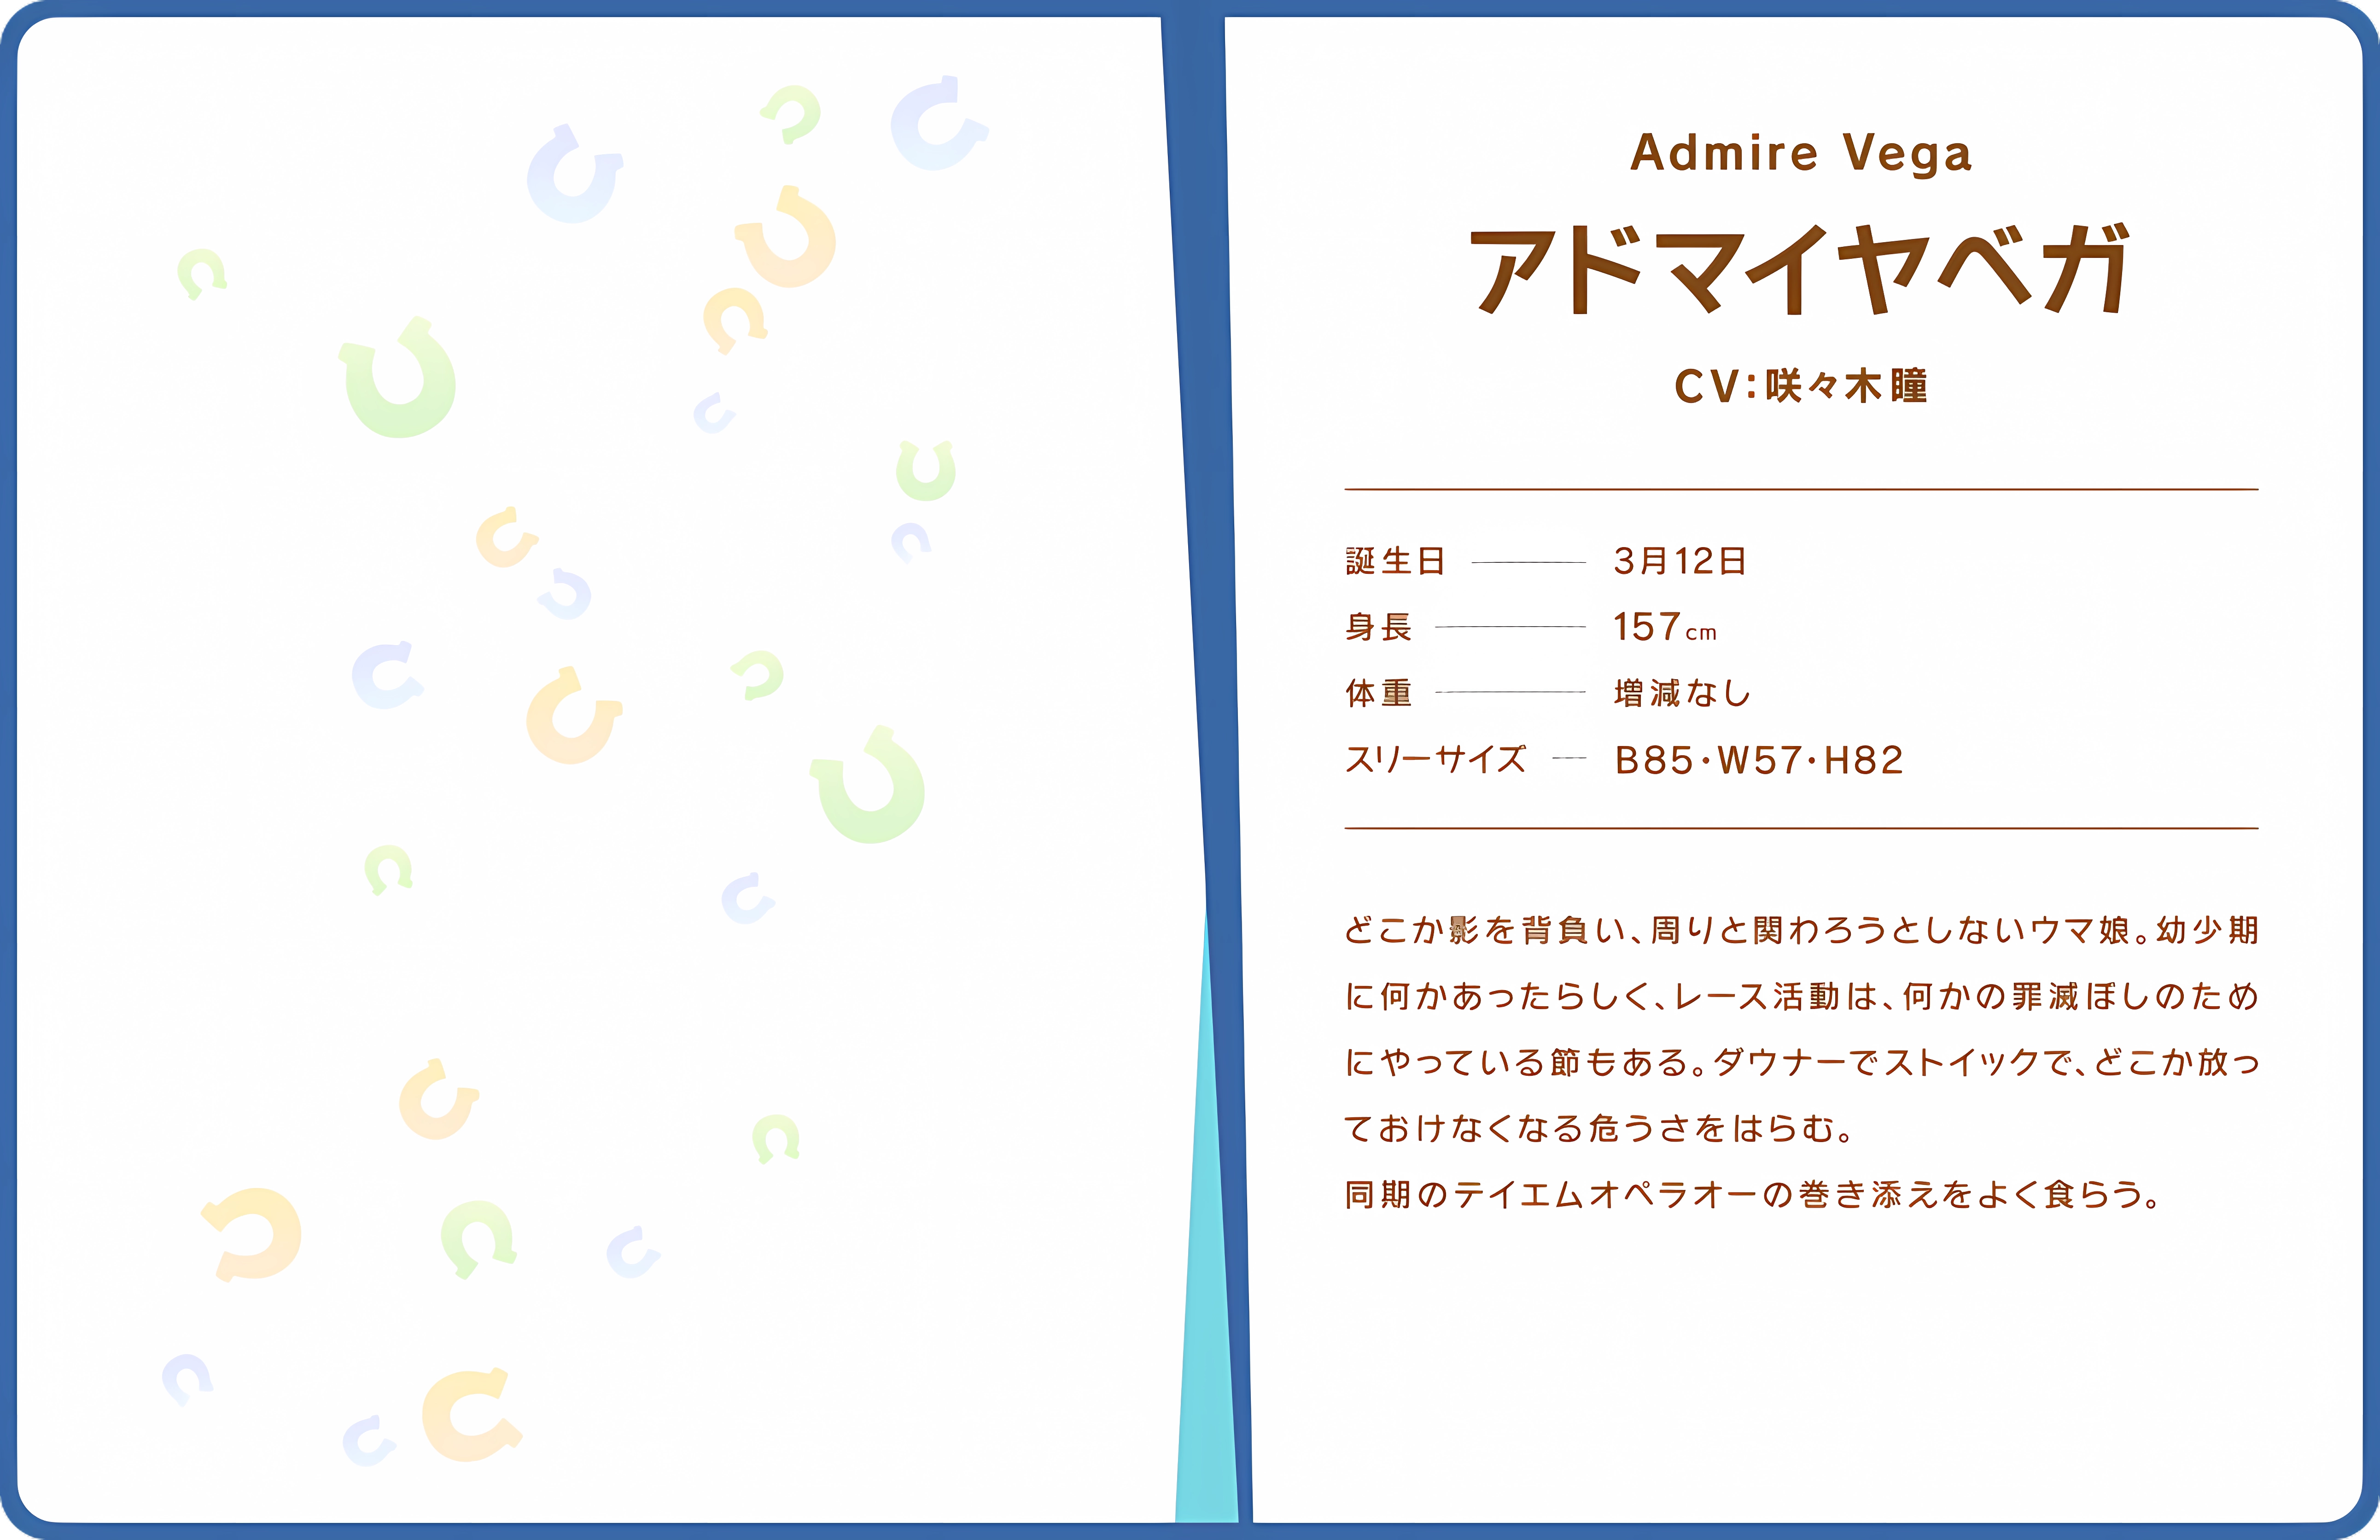 Admire Vega
アドマイヤベガ
CV:咲々木瞳
誕生日 3月12日
身長 157cm
体重 増減なし
スリーサイズ B85・W57・H82
どこか影を背負い、周りと関わろうとしないウマ娘。幼少期
に何かあったらしく、レース活動は、何かの罪滅ぼしのため
にやっている節もある。ダウナーでストイックで、どこか放っ
ておけなくなる危うさをはらむ。
同期のテイエムオペラオーの巻き添えをよく食らう。